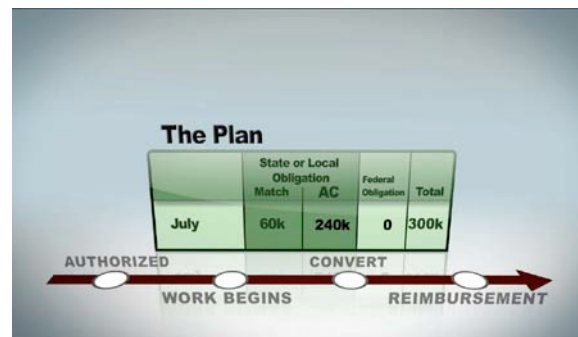 The Plan
State or Local
Obligation
Federal
Match AC Obligation Total
July 60k 240k 0 300k
AUTHORIZED CONVERT
WORK BEGINS REIMBURSEMENT